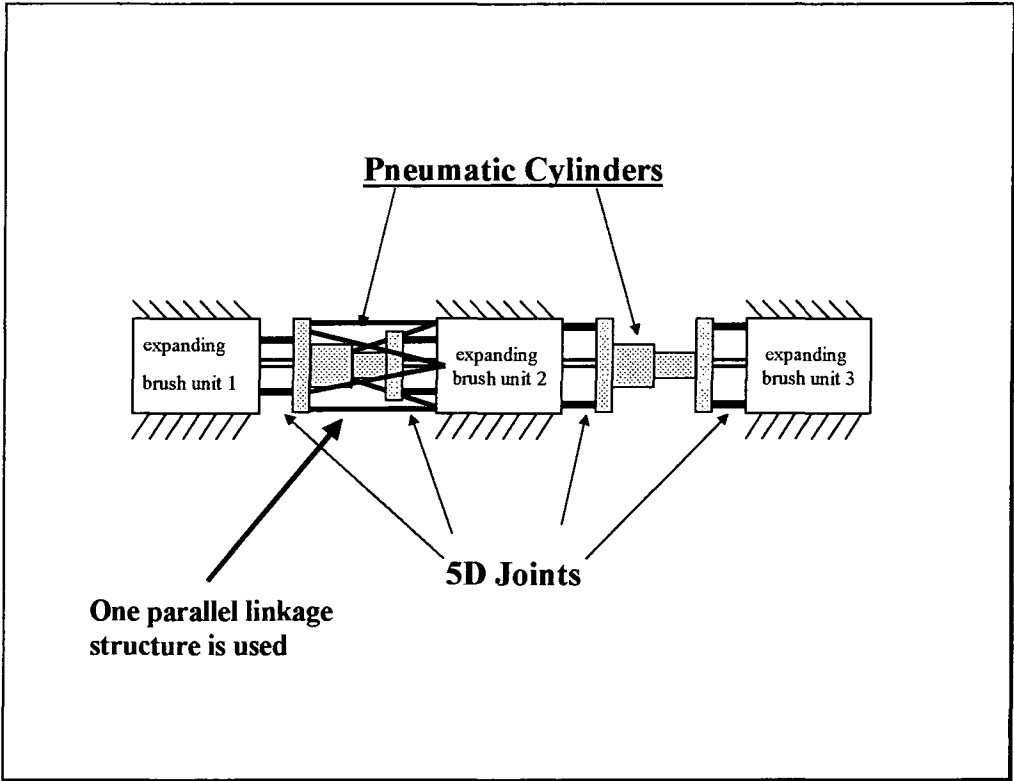 Pneumatic Cylinders
expanding
brush unit 1
expanding
brush unit 2
expanding
brush unit 3
5D Joints
One parallel linkage
structure is used